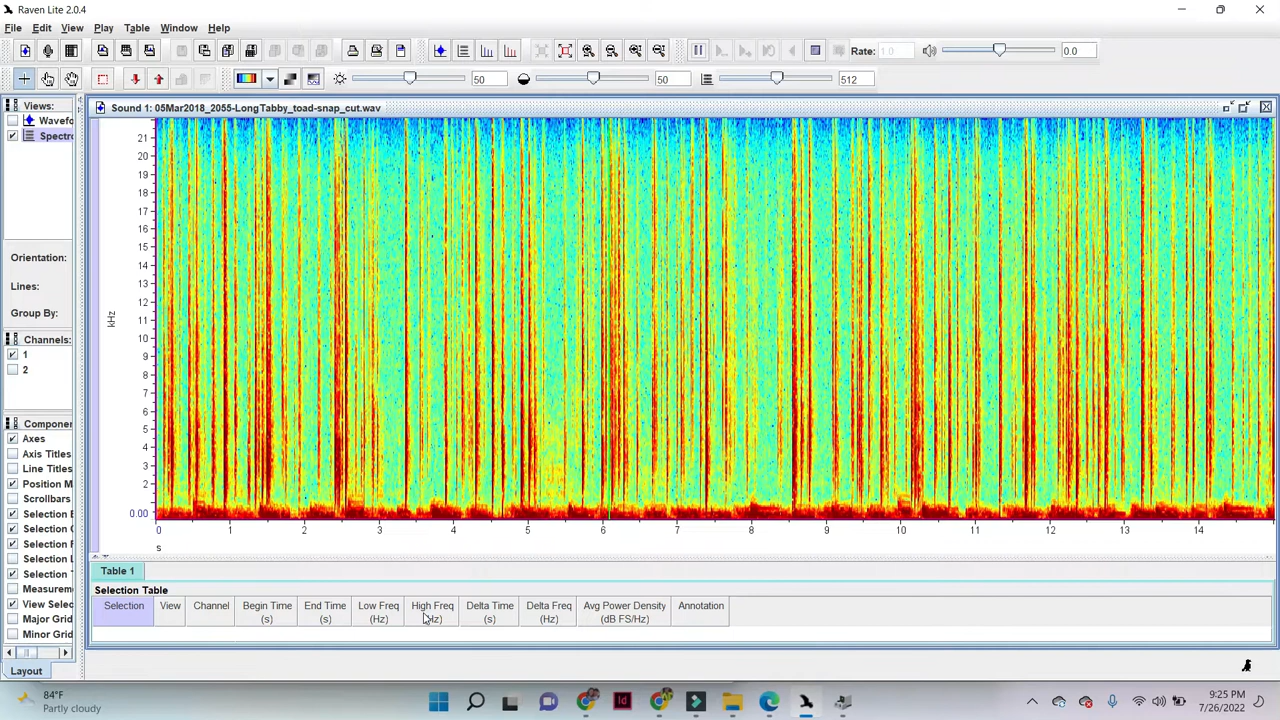 Raven Lite 2.0.4
File Edit View Play Table Window Help
Rate: 1.0 0.0
50 50 512
Views:
Wavefo
Spectro
Orientation:
Lines:
Group By:
Channels:
1
2
Componer
Axes
Axis Titles
Line Titles
Position M
Scrollbars
Selection B
Selection C
Selection F
Selection L
Selection
Measurem
View Selec
Major Grid
Minor Grid
Layout
Sound 1: 05Mar2018_2055-LongTabby_toad-snap_cut.wav
21
20
19
18
17
16
15
14
13
12
11
10
9
8
7
6
5
4
3
2
0.00
kHz
0 1 2 3 4 5 6 7 8 9 10 11 12 13 14
s
Table 1
Selection Table
Selection View Channel Begin Time (s) End Time (s) Low Freq (Hz) High Freq (Hz) Delta Time (s) Delta Freq (Hz) Avg Power Density (dB FS/Hz) Annotation
84°F
Partly cloudy
9:25 PM
7/26/2022